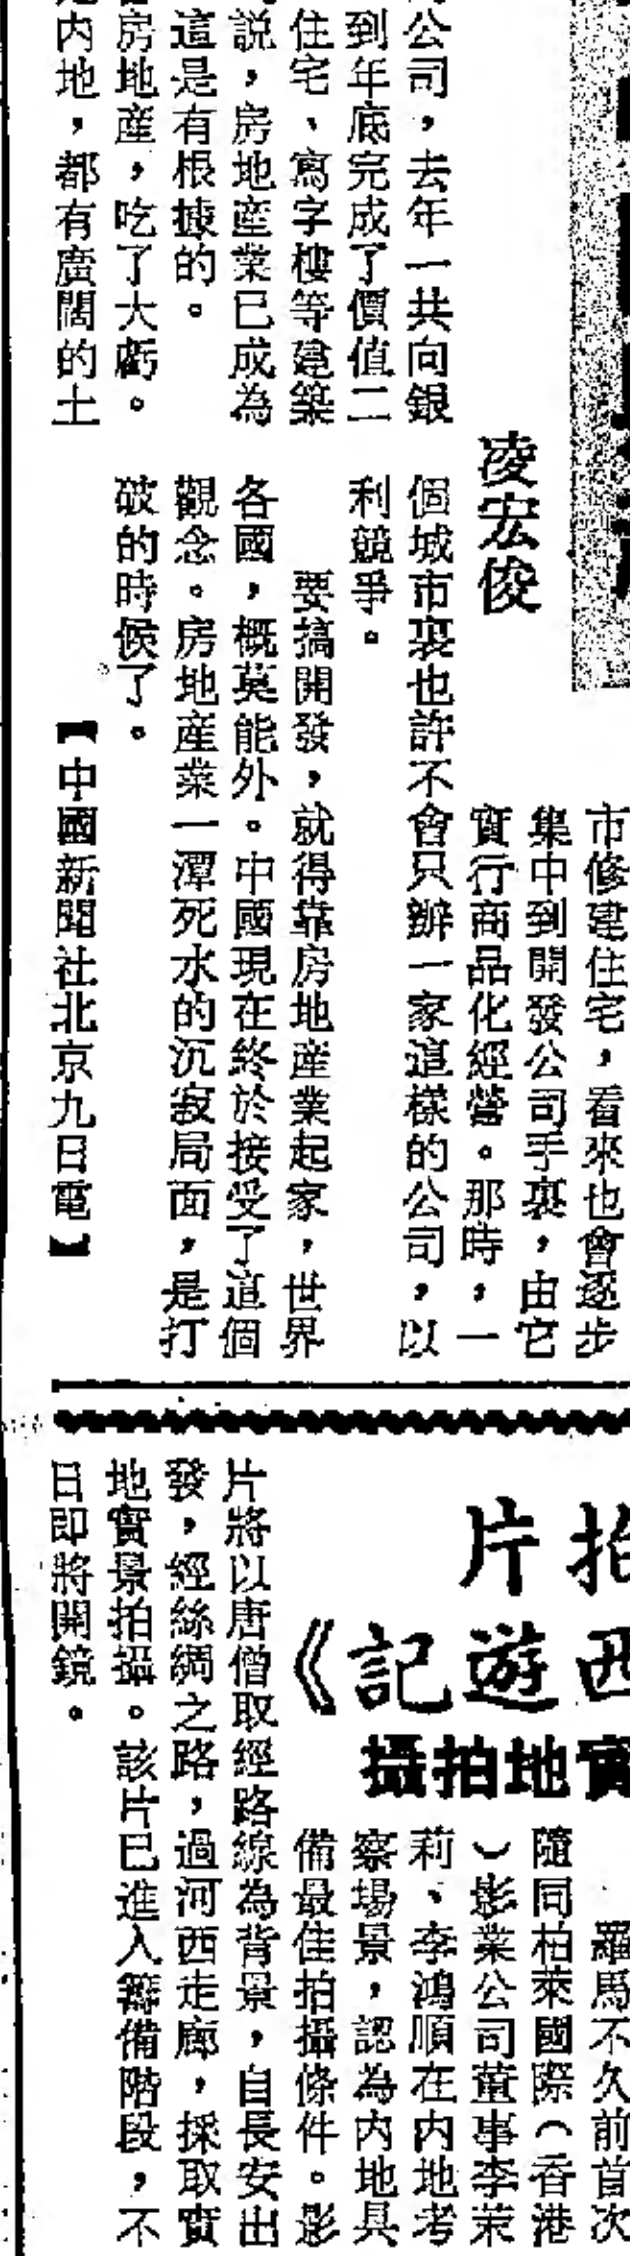 公司，去年一共向銀
到年底完成了價值二
住宅、寫字樓等建築
説，房地產業已成為
這是有根據的。
房地產，吃了大虧。
内地，都有廣闊的土
凌宏俊
市修建住宅，看來也會逐步
集中到開發公司手裏，由它
實行商品化經營。那時，一
個城市裏也許不會只辦一家這樣的公司，以
利競爭。
要搞開發，就得靠房地產業起家，世界
各國，概莫能外。中國現在終於接受了這個
觀念。房地產業一潭死水的沉寂局面，是打
破的時候了。
【中國新聞社北京九日電】
拍
片
西遊記》
實地拍攝
羅馬不久前首次
隨同柏萊國際（香港
）影業公司董事李茉
莉、李鴻順在内地考
察場景，認為内地具
備最佳拍攝條件。影
片將以唐僧取經路線為背景，自長安出
發，經絲綢之路，過河西走廊，採取實
地實景拍攝。該片已進入籌備階段，不
日即將開鏡。